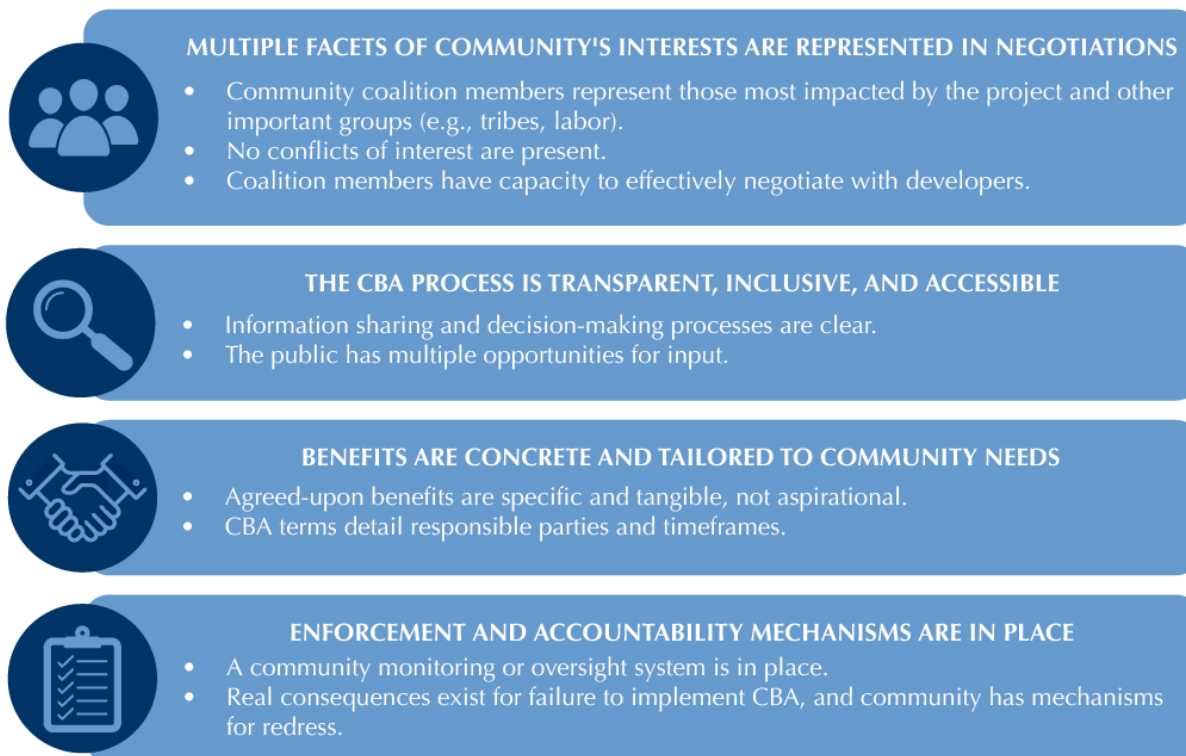 MULTIPLE FACETS OF COMMUNITY'S INTERESTS ARE REPRESENTED IN NEGOTIATIONS
• Community coalition members represent those most impacted by the project and other
important groups (e.g., tribes, labor).
• No conflicts of interest are present.
• Coalition members have capacity to effectively negotiate with developers.
THE CBA PROCESS IS TRANSPARENT, INCLUSIVE, AND ACCESSIBLE
• Information sharing and decision-making processes are clear.
• The public has multiple opportunities for input.
BENEFITS ARE CONCRETE AND TAILORED TO COMMUNITY NEEDS
• Agreed-upon benefits are specific and tangible, not aspirational.
• CBA terms detail responsible parties and timeframes.
ENFORCEMENT AND ACCOUNTABILITY MECHANISMS ARE IN PLACE
• A community monitoring or oversight system is in place.
• Real consequences exist for failure to implement CBA, and community has mechanisms
for redress.